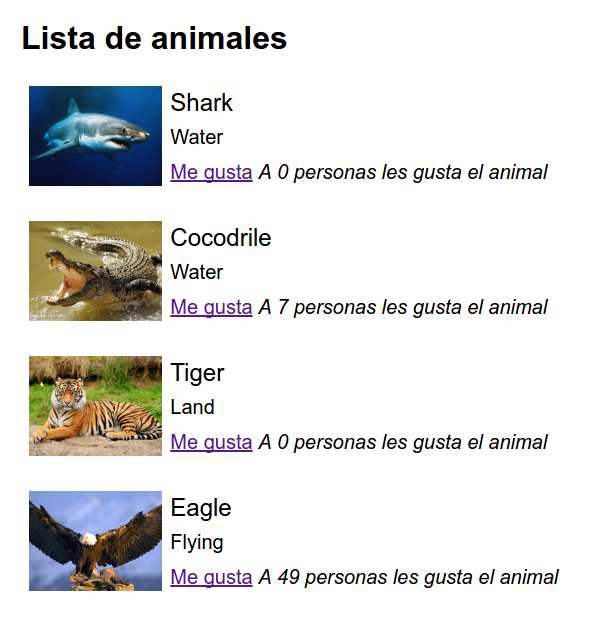 Lista de animales
Shark
Water
Me gusta A 0 personas les gusta el animal
Cocodrile
Water
Me gusta A 7 personas les gusta el animal
Tiger
Land
Me gusta A 0 personas les gusta el animal
Eagle
Flying
Me gusta A 49 personas les gusta el animal